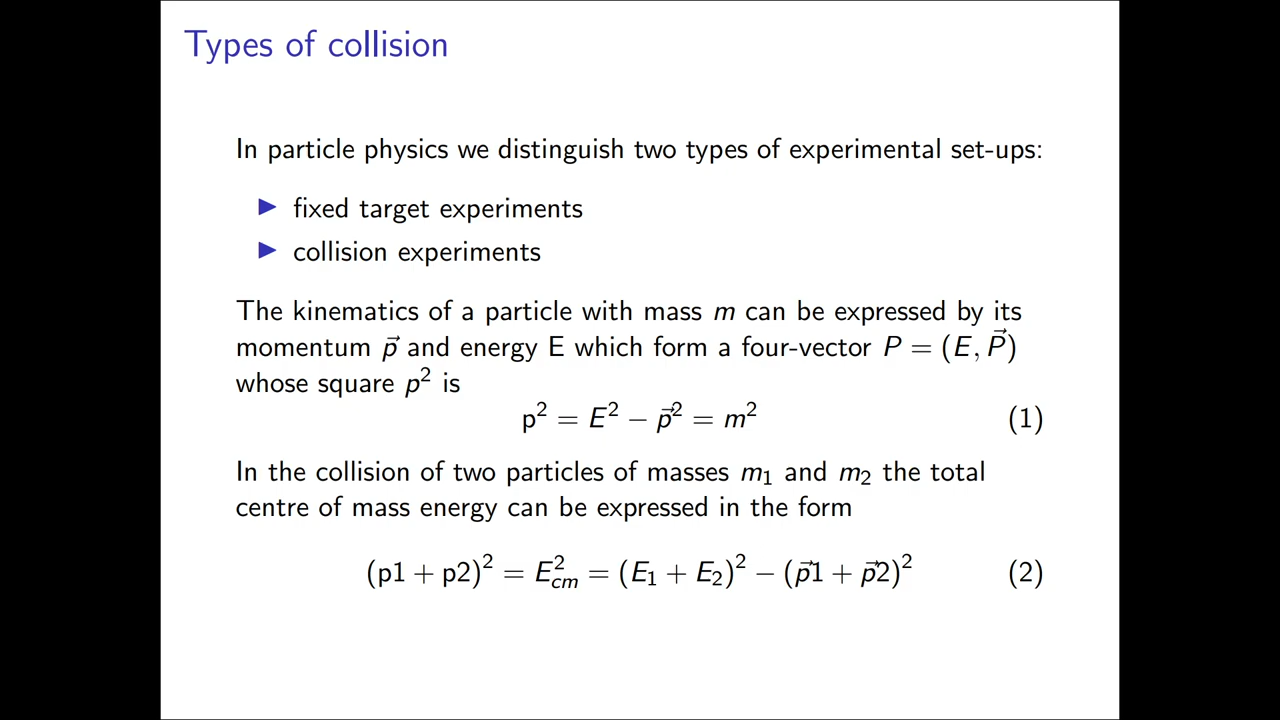 Types of collision
In particle physics we distinguish two types of experimental set-ups:
▶ fixed target experiments
▶ collision experiments
The kinematics of a particle with mass m can be expressed by its
momentum p⃗ and energy E which form a four-vector P = (E, P⃗)
whose square p² is
p² = E² − p⃗² = m² (1)
In the collision of two particles of masses m₁ and m₂ the total
centre of mass energy can be expressed in the form
(p1 + p2)² = E²cm = (E₁ + E₂)² − (p⃗1 + p⃗2)² (2)